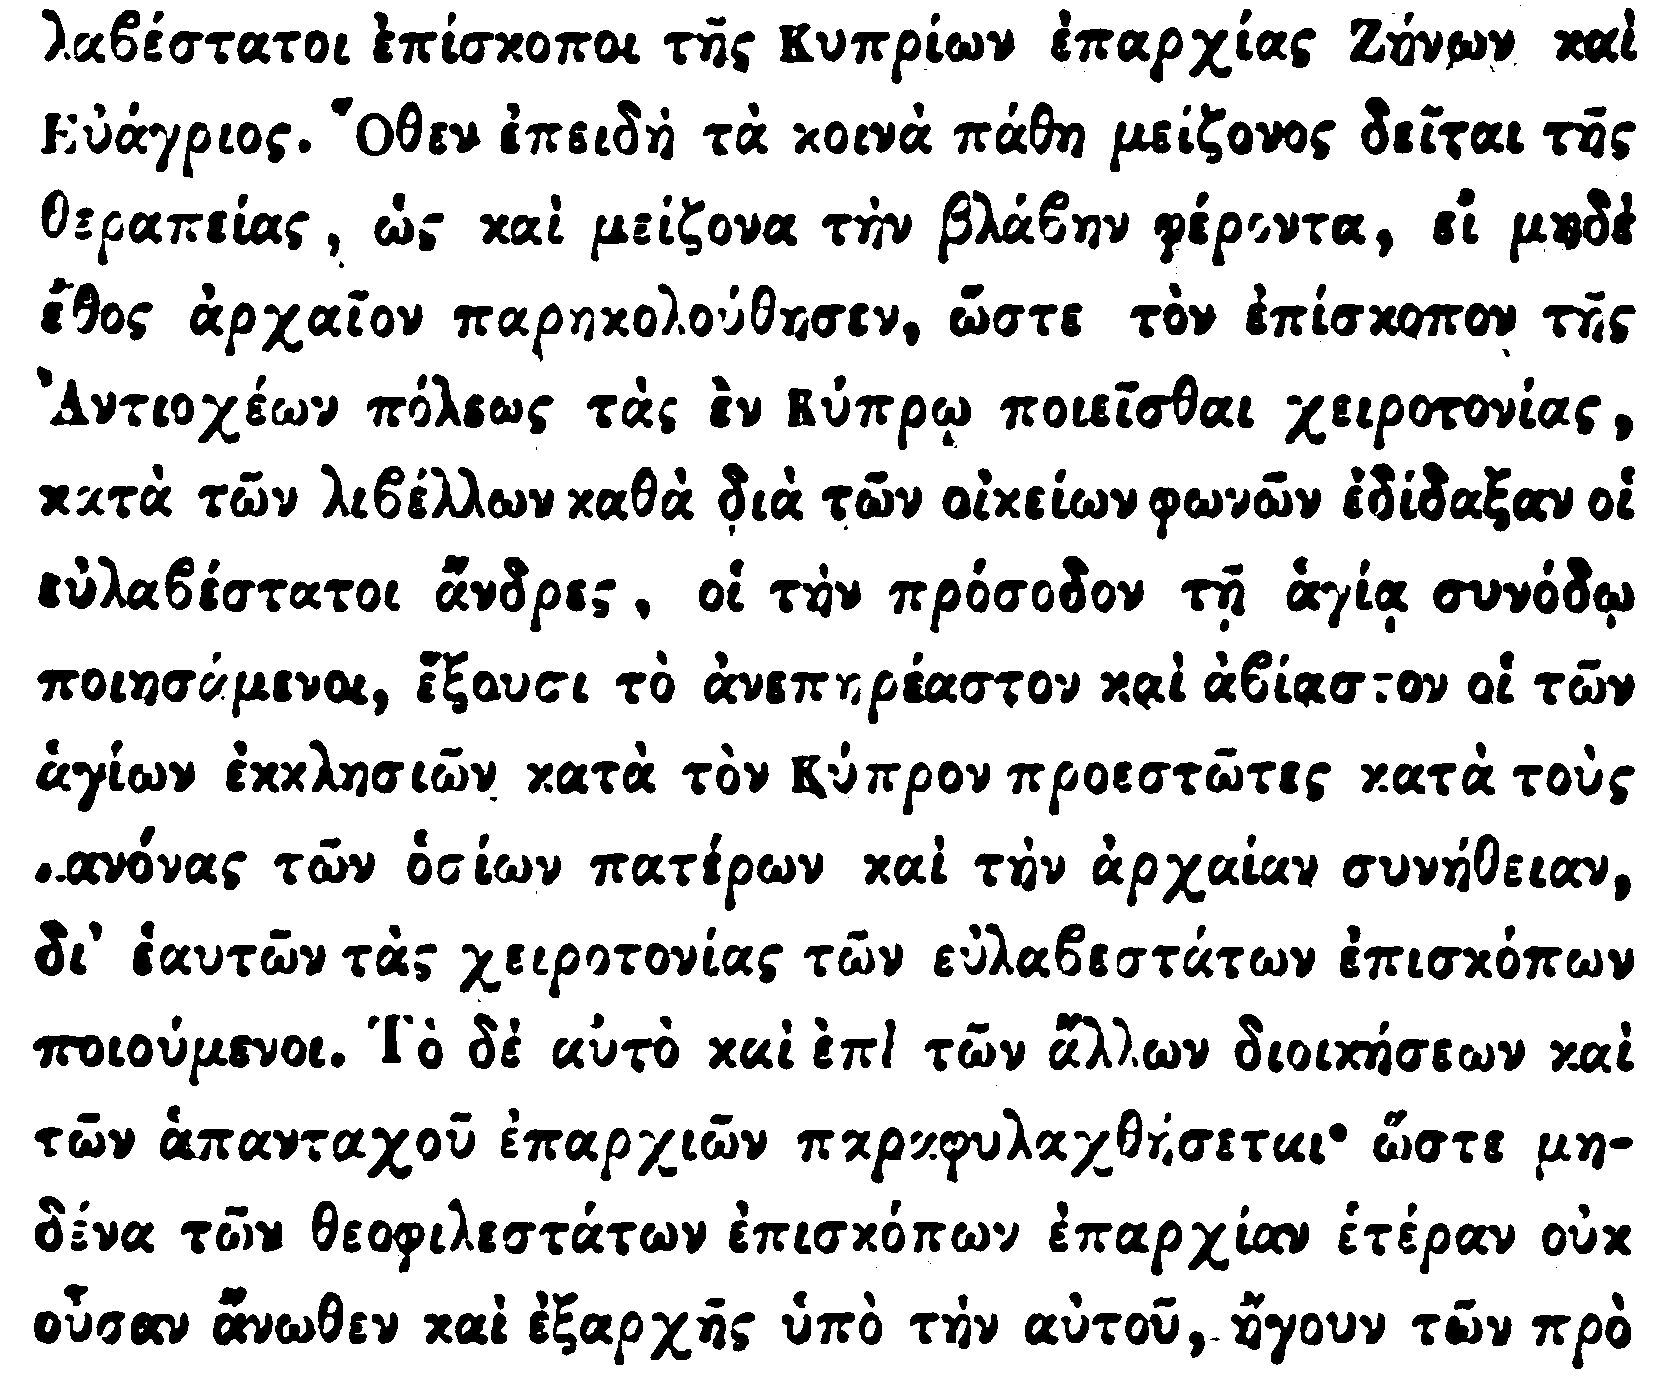 λαβέστατοι ἐπίσκοποι τῆς Κυπρίων ἐπαρχίας Ζήνων καὶ
Εὐάγριος. Ὅθεν ἐπειδὴ τὰ κοινὰ πάθη μείζονος δεῖται τῆς
θεραπείας, ὡς καὶ μείζονα τὴν βλάβην φέροντα, εἰ μηδὲ
ἔθος ἀρχαῖον παρηκολούθησεν, ὥστε τὸν ἐπίσκοπον τῆς
Ἀντιοχέων πόλεως τὰς ἐν Κύπρῳ ποιεῖσθαι χειροτονίας,
κατὰ τῶν λιβέλλων καθὰ διὰ τῶν οἰκείων φωνῶν ἐδίδαξαν οἱ
εὐλαβέστατοι ἄνδρες, οἱ τὴν πρόσοδον τῇ ἁγίᾳ συνόδῳ
ποιησάμενοι, ἕξουσι τὸ ἀνεπηρέαστον καὶ ἀβίαστον οἱ τῶν
ἁγίων ἐκκλησιῶν κατὰ τὸν Κύπρον προεστῶτες κατὰ τοὺς
κανόνας τῶν ὁσίων πατέρων καὶ τὴν ἀρχαίαν συνήθειαν,
δι' ἑαυτῶν τὰς χειροτονίας τῶν εὐλαβεστάτων ἐπισκόπων
ποιούμενοι. Τὸ δὲ αὐτὸ καὶ ἐπὶ τῶν ἄλλων διοικήσεων καὶ
τῶν ἁπανταχοῦ ἐπαρχιῶν παραφυλαχθήσεται· ὥστε μη-
δένα τῶν θεοφιλεστάτων ἐπισκόπων ἐπαρχίαν ἑτέραν οὐκ
οὖσαν ἄνωθεν καὶ ἐξαρχῆς ὑπὸ τὴν αὐτοῦ, ἤγουν τῶν πρὸ